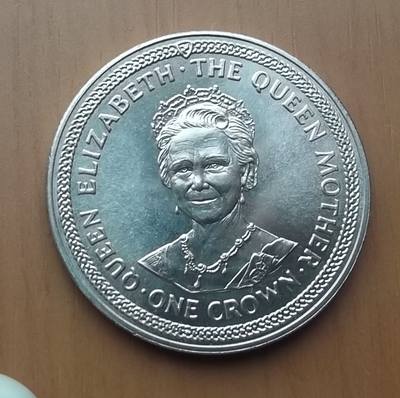 QUEEN ELIZABETH · THE QUEEN MOTHER ·
ONE CROWN ·